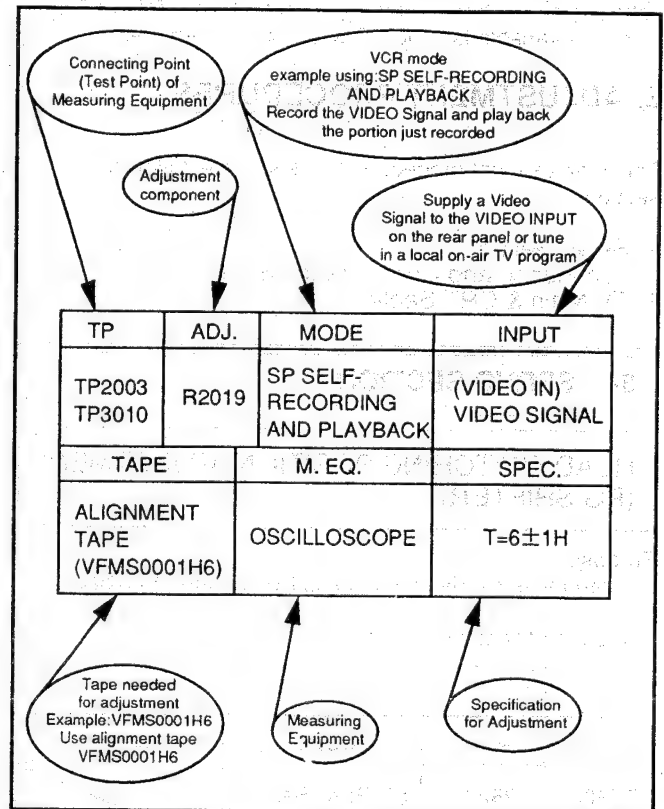 Connecting Point
(Test Point) of
Measuring Equipment
VCR mode
example using:SP SELF-RECORDING
AND PLAYBACK
Record the VIDEO Signal and play back
the portion just recorded
Adjustment
component
Supply a Video
Signal to the VIDEO INPUT
on the rear panel or tune
in a local on-air TV program
TP ADJ. MODE INPUT
TP2003
TP3010
R2019
SP SELF-
RECORDING
AND PLAYBACK
(VIDEO IN)
VIDEO SIGNAL
TAPE M. EQ. SPEC.
ALIGNMENT
TAPE
(VFMS0001H6)
OSCILLOSCOPE
T=6±1H
Tape needed
for adjustment
Example:VFMS0001H6
Use alignment tape
VFMS0001H6
Measuring
Equipment
Specification
for Adjustment